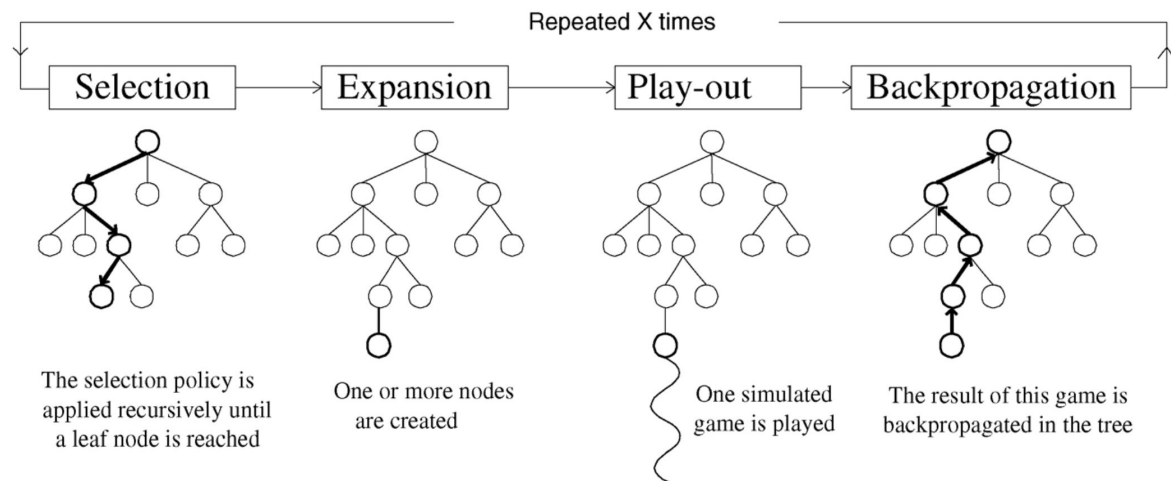 Repeated X times
Selection
Expansion
Play-out
Backpropagation
The selection policy is
applied recursively until
a leaf node is reached
One or more nodes
are created
One simulated
game is played
The result of this game is
backpropagated in the tree